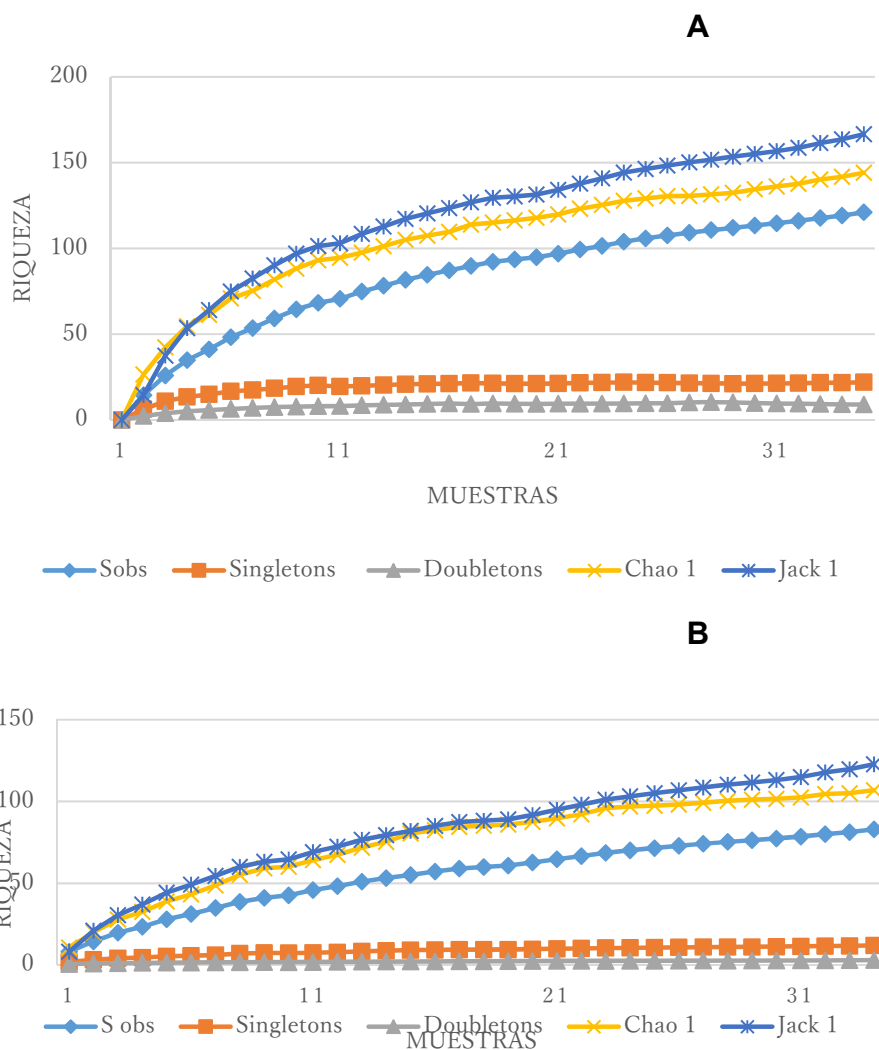 A
200
150
100
50
0
RIQUEZA
1 11 21 31
MUESTRAS
Sobs Singletons Doubletons Chao 1 Jack 1
B
150
100
50
0
RIQUEZA
1 11 21 31
S obs Singletons Doubletons Chao 1 Jack 1
MUESTRAS